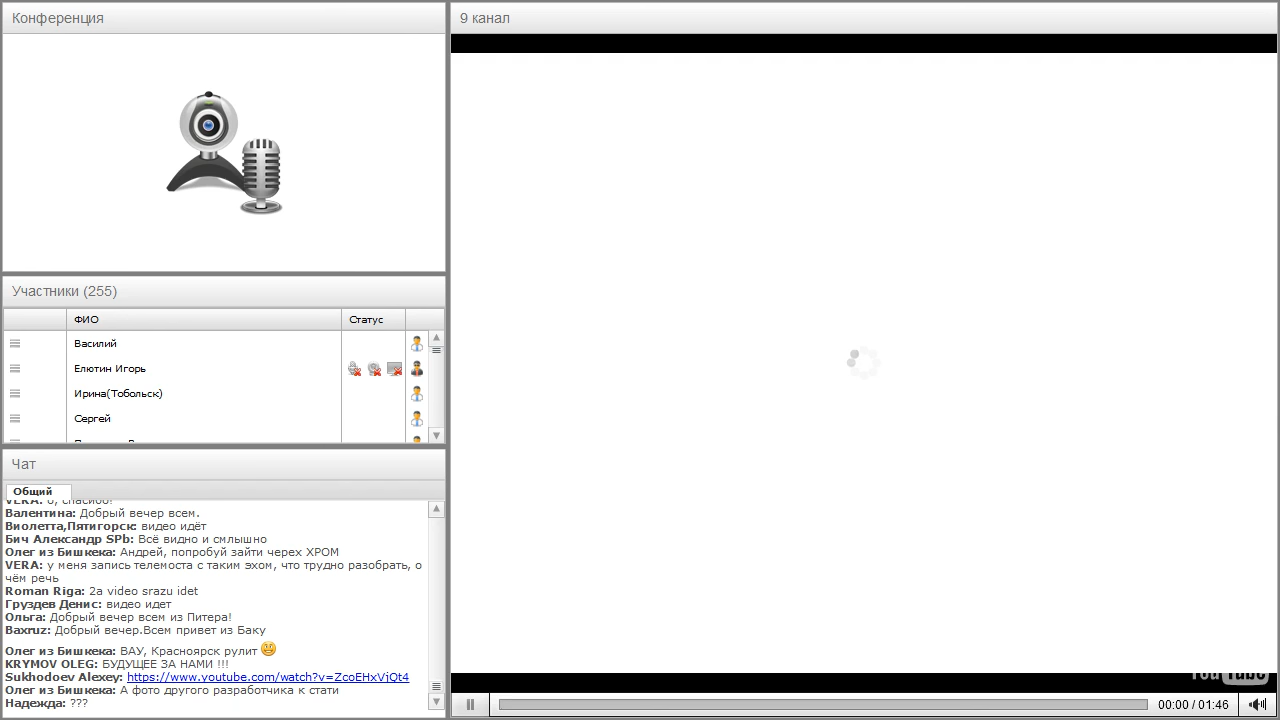 Конференция
9 канал
Участники (255)
ФИО
Статус
Василий
Елютин Игорь
Ирина(Тобольск)
Сергей
Чат
Общий
VERA: о, спасибо!
Валентина: Добрый вечер всем.
Виолетта,Пятигорск: видео идёт
Бич Александр SPb: Всё видно и смлышно
Олег из Бишкека: Андрей, попробуй зайти черех ХРОМ
VERA: у меня запись телемоста с таким эхом, что трудно разобрать, о
чём речь
Roman Riga: 2a video srazu idet
Груздев Денис: видео идет
Ольга: Добрый вечер всем из Питера!
Baxruz: Добрый вечер.Всем привет из Баку
Олег из Бишкека: ВАУ, Красноярск рулит
KRYMOV OLEG: БУДУЩЕЕ ЗА НАМИ !!!
Sukhodoev Alexey: https://www.youtube.com/watch?v=ZcoEHxVjQt4
Олег из Бишкека: А фото другого разработчика к стати
Надежда: ???
YouTube
00:00 / 01:46